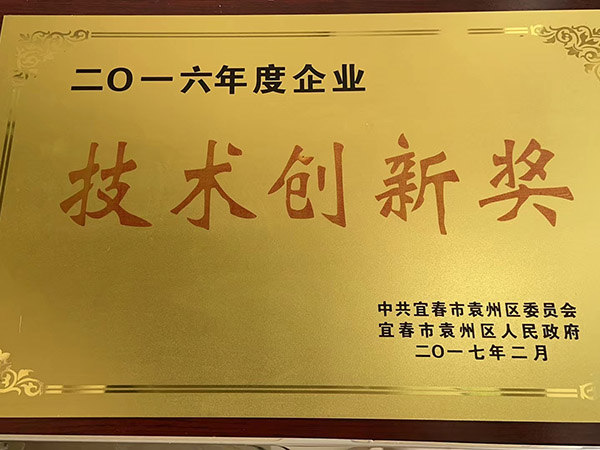 二〇一六年度企业
技术创新奖
中共宜春市袁州区委员会
宜春市袁州区人民政府
二〇一七年二月